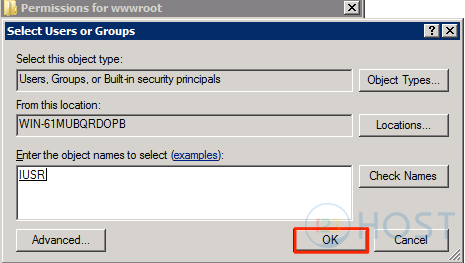 Permissions for wwwroot
Select Users or Groups
Select this object type:
Users, Groups, or Built-in security principals
Object Types...
From this location:
WIN-61MUBQRDOPB
Locations...
Enter the object names to select (examples):
IUSR
Check Names
HOST
Advanced...
OK
Cancel